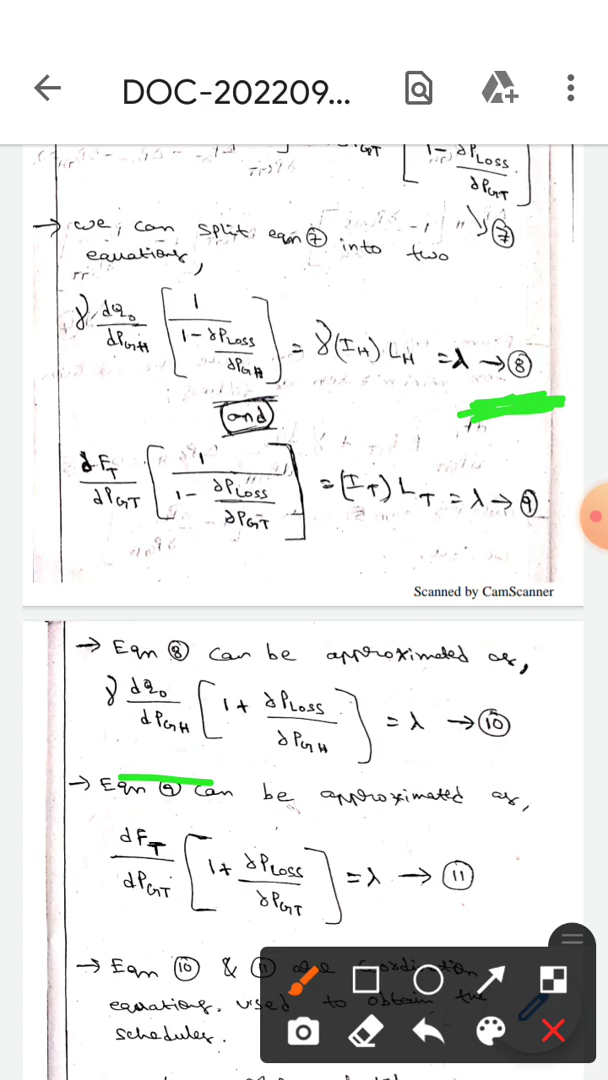 DOC-202209...
∂P_Loss
∂P_GT
→ we, can split eqn ⑦ into two
equations,
γ dq₀/dP_GH [1/(1 - ∂P_Loss/∂P_GH)] = γ(I_H) L_H = λ → ⑧
and
dF_T/dP_GT [1/(1 - ∂P_Loss/∂P_GT)] = (I_T) L_T = λ → ⑨
Scanned by CamScanner
→ Eqn ⑧ can be approximated as,
γ dq₀/dP_GH [1 + ∂P_Loss/∂P_GH] = λ → ⑩
→ Eqn ⑨ can be approximated as,
dF_T/dP_GT [1 + ∂P_Loss/∂P_GT] = λ → ⑪
→ Eqn ⑩ & ⑪ are coordination
equations, used to obtain the
schedules.